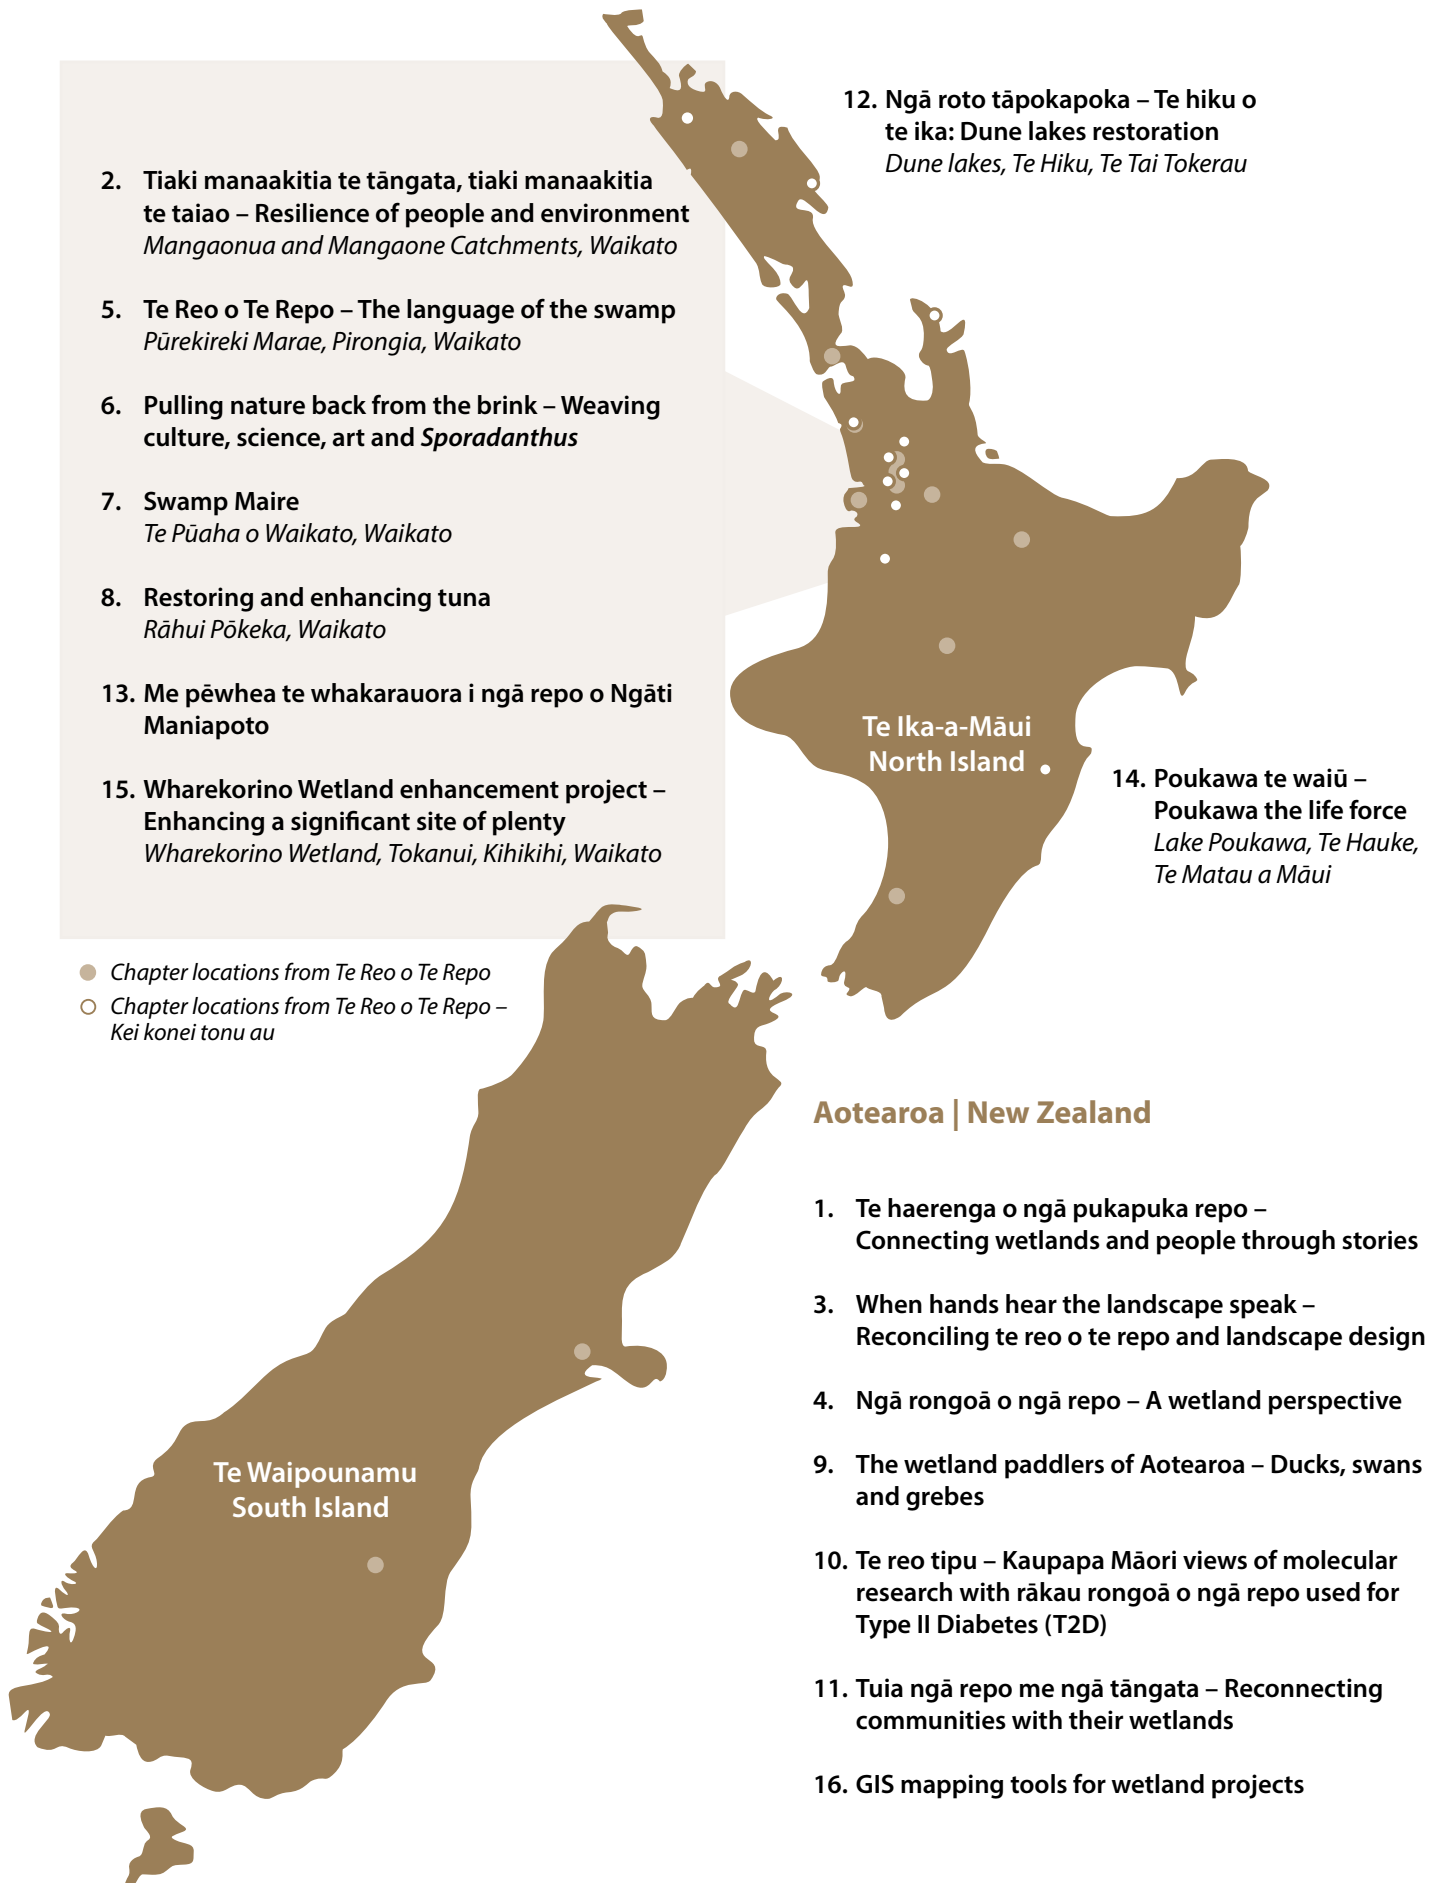 12. Ngā roto tāpokapoka – Te hiku o
te ika: Dune lakes restoration
Dune lakes, Te Hiku, Te Tai Tokerau
2. Tiaki manaakitia te tāngata, tiaki manaakitia
te taiao – Resilience of people and environment
Mangaonua and Mangaone Catchments, Waikato
5. Te Reo o Te Repo – The language of the swamp
Pūrekireki Marae, Pirongia, Waikato
6. Pulling nature back from the brink – Weaving
culture, science, art and Sporadanthus
7. Swamp Maire
Te Pūaha o Waikato, Waikato
8. Restoring and enhancing tuna
Rāhui Pōkeka, Waikato
13. Me pēwhea te whakarauora i ngā repo o Ngāti
Maniapoto
15. Wharekorino Wetland enhancement project –
Enhancing a significant site of plenty
Wharekorino Wetland, Tokanui, Kihikihi, Waikato
Te Ika-a-Māui
North Island
14. Poukawa te waiū –
Poukawa the life force
Lake Poukawa, Te Hauke,
Te Matau a Māui
Chapter locations from Te Reo o Te Repo
Chapter locations from Te Reo o Te Repo –
Kei konei tonu au
Te Waipounamu
South Island
Aotearoa | New Zealand
1. Te haerenga o ngā pukapuka repo –
Connecting wetlands and people through stories
3. When hands hear the landscape speak –
Reconciling te reo o te repo and landscape design
4. Ngā rongoā o ngā repo – A wetland perspective
9. The wetland paddlers of Aotearoa – Ducks, swans
and grebes
10. Te reo tipu – Kaupapa Māori views of molecular
research with rākau rongoā o ngā repo used for
Type II Diabetes (T2D)
11. Tuia ngā repo me ngā tāngata – Reconnecting
communities with their wetlands
16. GIS mapping tools for wetland projects